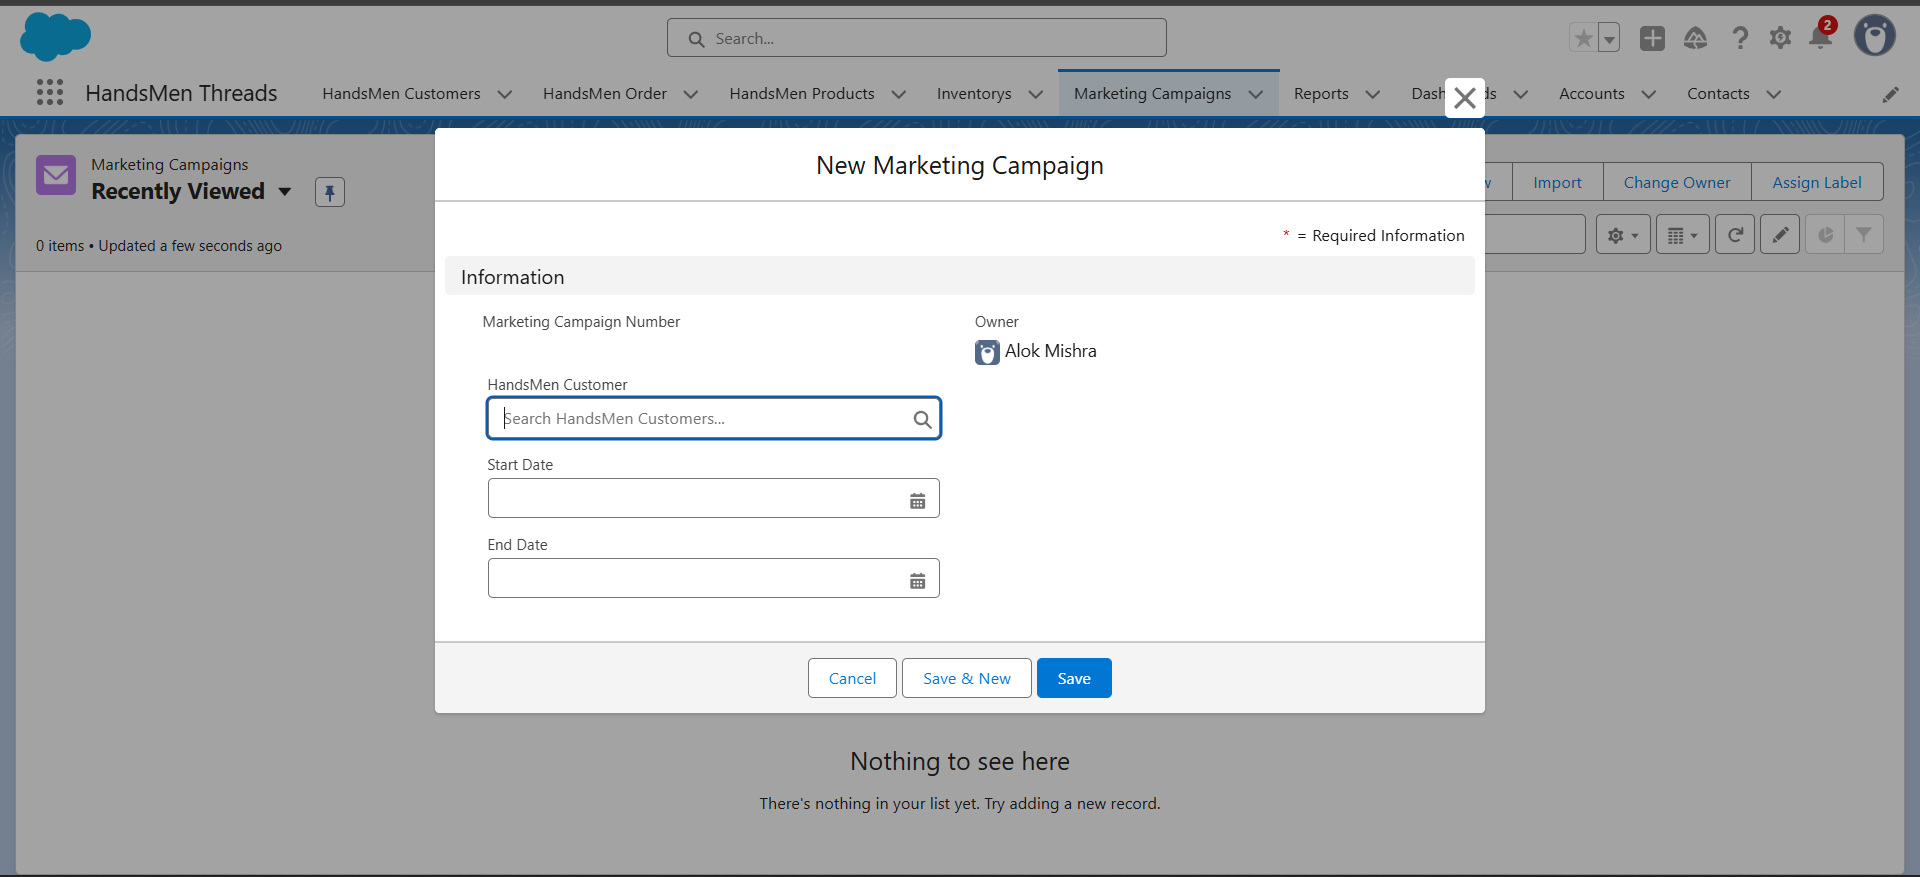 Search...
2
HandsMen Threads
HandsMen Customers
HandsMen Order
HandsMen Products
Inventorys
Marketing Campaigns
Reports
Accounts
Contacts
Marketing Campaigns
Recently Viewed
0 items • Updated a few seconds ago
Import
Change Owner
Assign Label
New Marketing Campaign
* = Required Information
Information
Marketing Campaign Number
Owner
Alok Mishra
HandsMen Customer
Search HandsMen Customers...
Start Date
End Date
Cancel
Save & New
Save
Nothing to see here
There's nothing in your list yet. Try adding a new record.